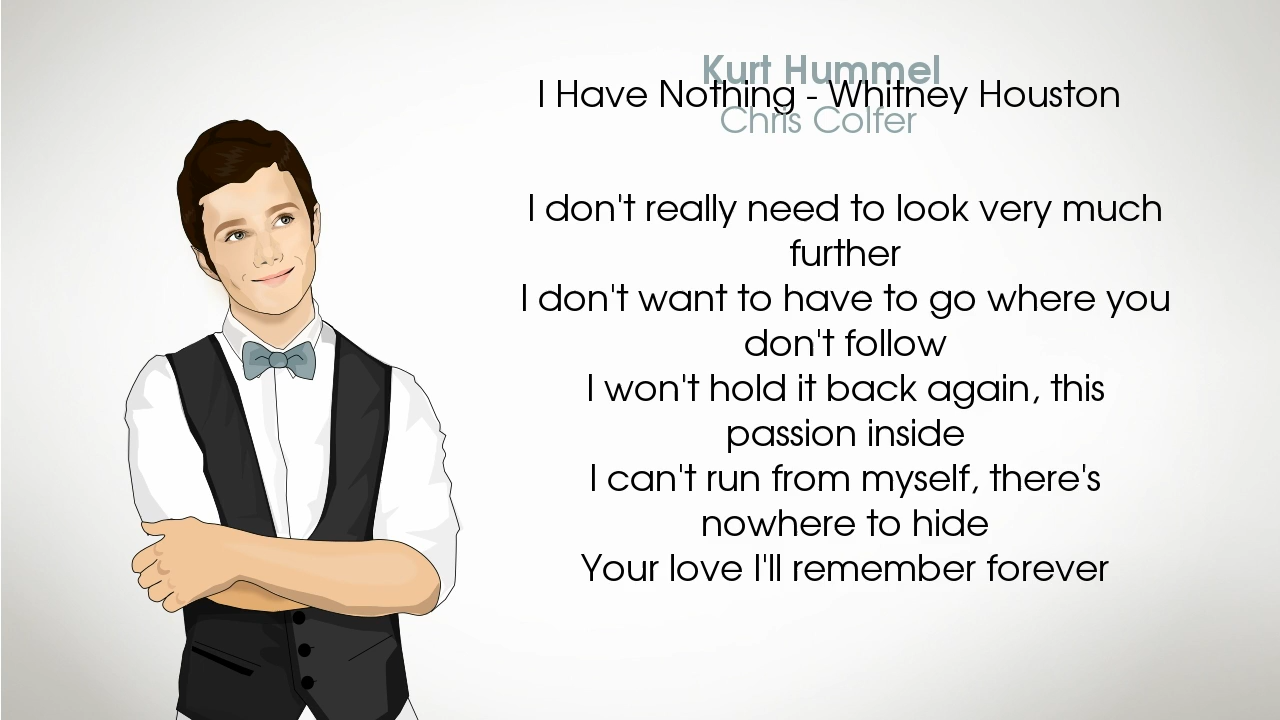 Kurt Hummel
I Have Nothing - Whitney Houston
Chris Colfer
I don't really need to look very much
further
I don't want to have to go where you
don't follow
I won't hold it back again, this
passion inside
I can't run from myself, there's
nowhere to hide
Your love I'll remember forever